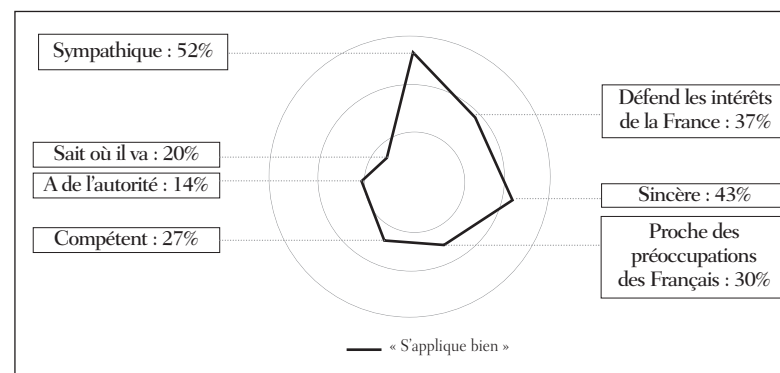 Sympathique : 52%
Défend les intérêts
de la France : 37%
Sait où il va : 20%
A de l'autorité : 14%
Sincère : 43%
Compétent : 27%
Proche des
préoccupations
des Français : 30%
« S'applique bien »